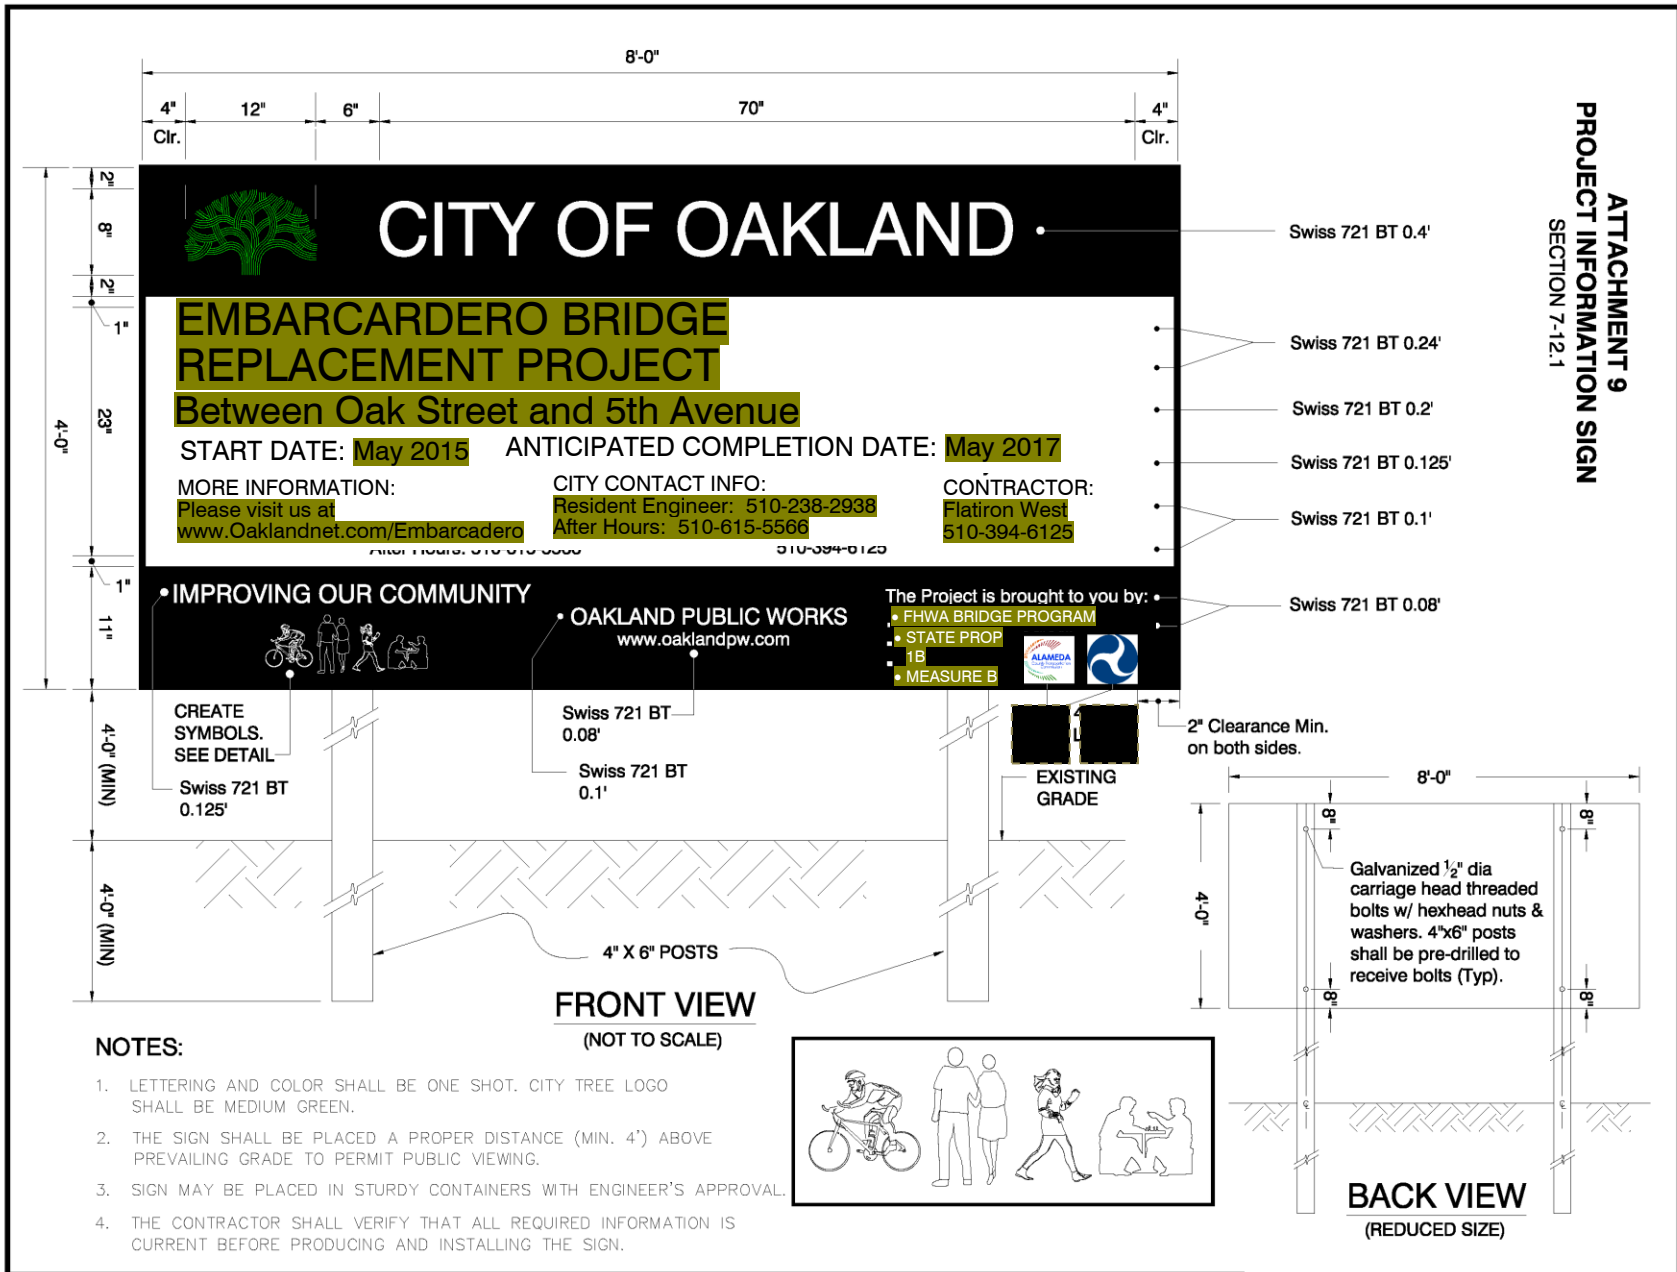 8'-0"
4" 12" 6" 70" 4"
Clr. Clr.
ATTACHMENT 9
PROJECT INFORMATION SIGN
SECTION 7-12.1
2"
8"
2"
1"
23"
4'-0"
1"
11"
4'-0" (MIN)
4'-0" (MIN)
CITY OF OAKLAND
Swiss 721 BT 0.4'
EMBARCARDERO BRIDGE
REPLACEMENT PROJECT
Swiss 721 BT 0.24'
Between Oak Street and 5th Avenue
Swiss 721 BT 0.2'
START DATE: May 2015 ANTICIPATED COMPLETION DATE: May 2017
Swiss 721 BT 0.125'
MORE INFORMATION:
Please visit us at
www.Oaklandnet.com/Embarcadero
CITY CONTACT INFO:
Resident Engineer: 510-238-2938
After Hours: 510-615-5566
CONTRACTOR:
Flatiron West
510-394-6125
Swiss 721 BT 0.1'
After Hours: 510-615-5566 510-394-6125
IMPROVING OUR COMMUNITY
OAKLAND PUBLIC WORKS
www.oaklandpw.com
The Project is brought to you by:
• FHWA BRIDGE PROGRAM
• STATE PROP
1B
• MEASURE B
ALAMEDA
Swiss 721 BT 0.08'
CREATE
SYMBOLS.
SEE DETAIL
Swiss 721 BT
0.125'
Swiss 721 BT
0.08'
Swiss 721 BT
0.1'
2" Clearance Min.
on both sides.
EXISTING
GRADE
4" X 6" POSTS
FRONT VIEW
(NOT TO SCALE)
8'-0"
4'-0"
8" 8"
8" 8"
Galvanized 1/2" dia
carriage head threaded
bolts w/ hexhead nuts &
washers. 4"x6" posts
shall be pre-drilled to
receive bolts (Typ).
BACK VIEW
(REDUCED SIZE)
NOTES:
1. LETTERING AND COLOR SHALL BE ONE SHOT. CITY TREE LOGO
SHALL BE MEDIUM GREEN.
2. THE SIGN SHALL BE PLACED A PROPER DISTANCE (MIN. 4') ABOVE
PREVAILING GRADE TO PERMIT PUBLIC VIEWING.
3. SIGN MAY BE PLACED IN STURDY CONTAINERS WITH ENGINEER'S APPROVAL.
4. THE CONTRACTOR SHALL VERIFY THAT ALL REQUIRED INFORMATION IS
CURRENT BEFORE PRODUCING AND INSTALLING THE SIGN.